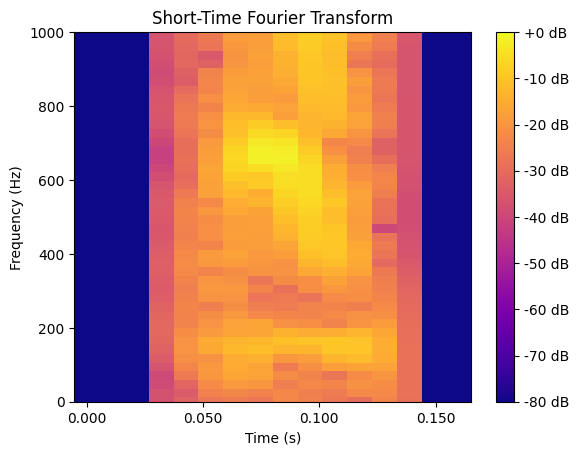 Short-Time Fourier Transform
1000
800
600
400
200
0
Frequency (Hz)
0.000
0.050
0.100
0.150
Time (s)
+0 dB
-10 dB
-20 dB
-30 dB
-40 dB
-50 dB
-60 dB
-70 dB
-80 dB